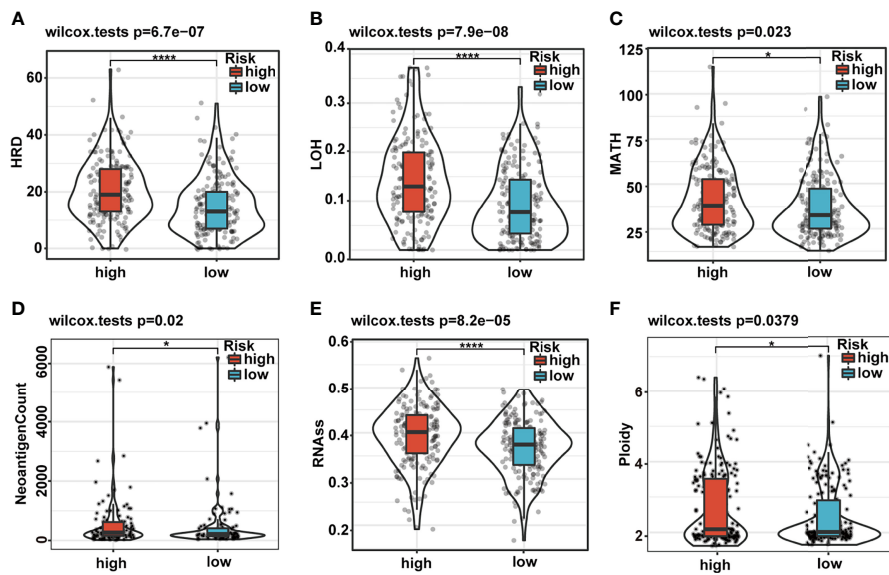 A
wilcox.tests p=6.7e−07
Risk
high
low
****
HRD
60
40
20
0
high
low
B
wilcox.tests p=7.9e−08
Risk
high
low
****
LOH
0.4
0.3
0.2
0.1
0.0
high
low
C
wilcox.tests p=0.023
Risk
high
low
*
MATH
125
100
75
50
25
high
low
D
wilcox.tests p=0.02
Risk
high
low
*
NeoantigenCount
6000
4000
2000
0
high
low
E
wilcox.tests p=8.2e−05
Risk
high
low
****
RNAss
0.6
0.5
0.4
0.3
0.2
high
low
F
wilcox.tests p=0.0379
Risk
high
low
*
Ploidy
6
4
2
high
low